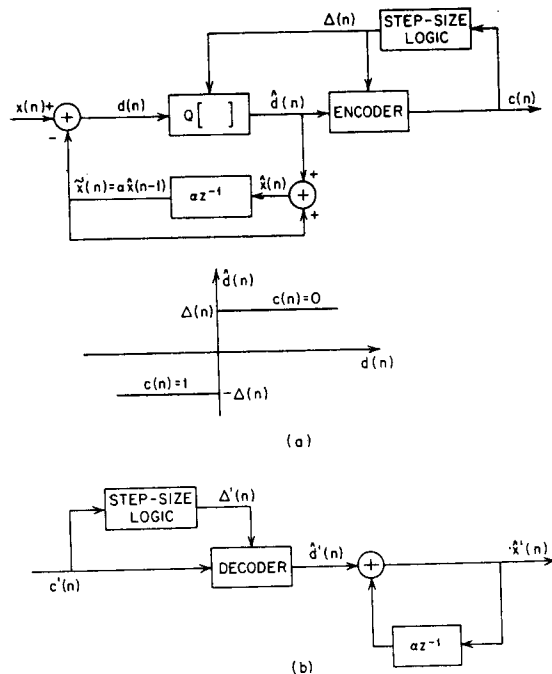 Δ(n)
STEP-SIZE
LOGIC
x(n)
+
+
d(n)
Q[ ]
d̂(n)
ENCODER
c(n)
-
x̃(n)=αx̂(n-1)
αz⁻¹
x̂(n)
+
+
+
d̂(n)
Δ(n)
c(n)=0
d(n)
c(n)=1
-Δ(n)
(a)
STEP-SIZE
LOGIC
Δ'(n)
c'(n)
DECODER
d̂'(n)
+
x̂'(n)
αz⁻¹
(b)